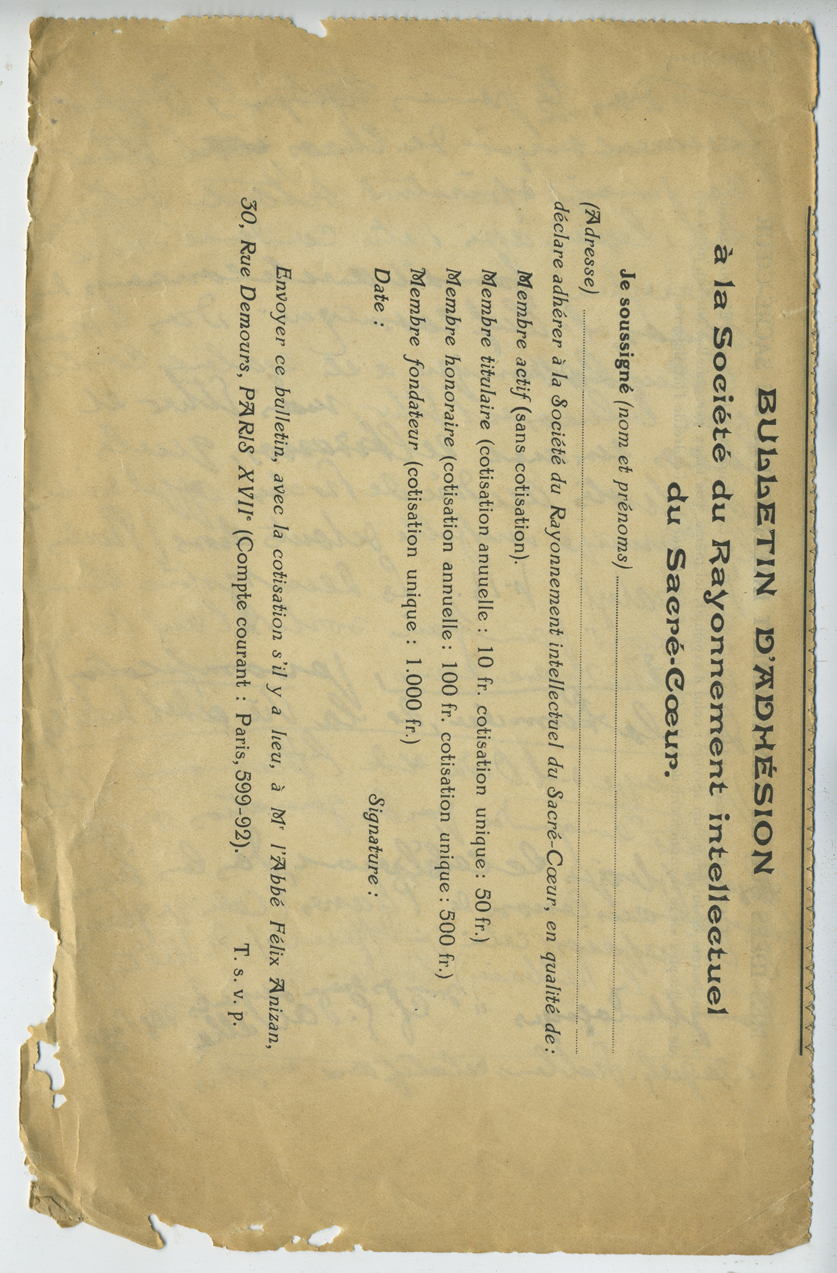 BULLETIN D'ADHÉSION
à la Société du Rayonnement intellectuel
du Sacré-Cœur.
Je soussigné (nom et prénoms)
(Adresse)
déclare adhérer à la Société du Rayonnement intellectuel du Sacré-Cœur, en qualité de :
Membre actif (sans cotisation).
Membre titulaire (cotisation anuuelle : 10 fr. cotisation unique : 50 fr.)
Membre honoraire (cotisation annuelle : 100 fr. cotisation unique : 500 fr.)
Membre fondateur (cotisation unique : 1.000 fr.)
Date : Signature :
Envoyer ce bulletin, avec la cotisation s'il y a lieu, à Mr l'Abbé Félix Anizan,
30, Rue Demours, PARIS XVIIe (Compte courant : Paris, 599-92). T. s. v. p.